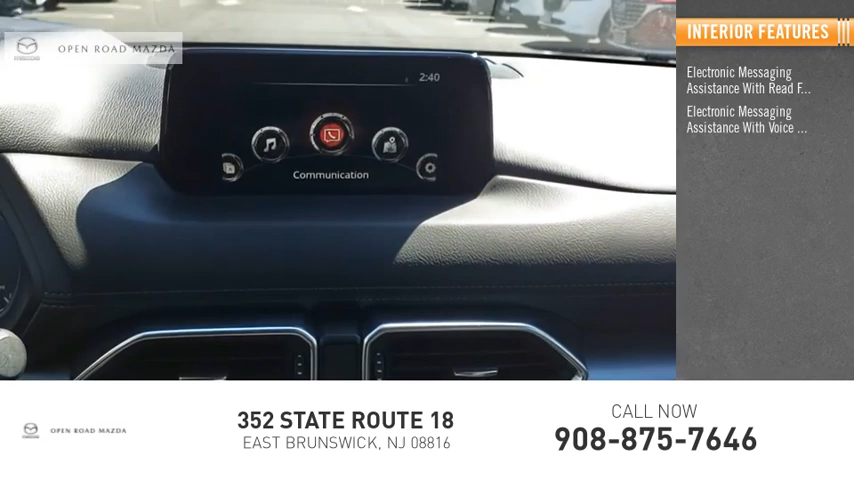 OPEN ROAD MAZDA
2:40
Communication
INTERIOR FEATURES
Electronic Messaging
Assistance With Read F...
Electronic Messaging
Assistance With Voice ...
OPEN ROAD MAZDA
352 STATE ROUTE 18
EAST BRUNSWICK, NJ 08816
CALL NOW
908-875-7646